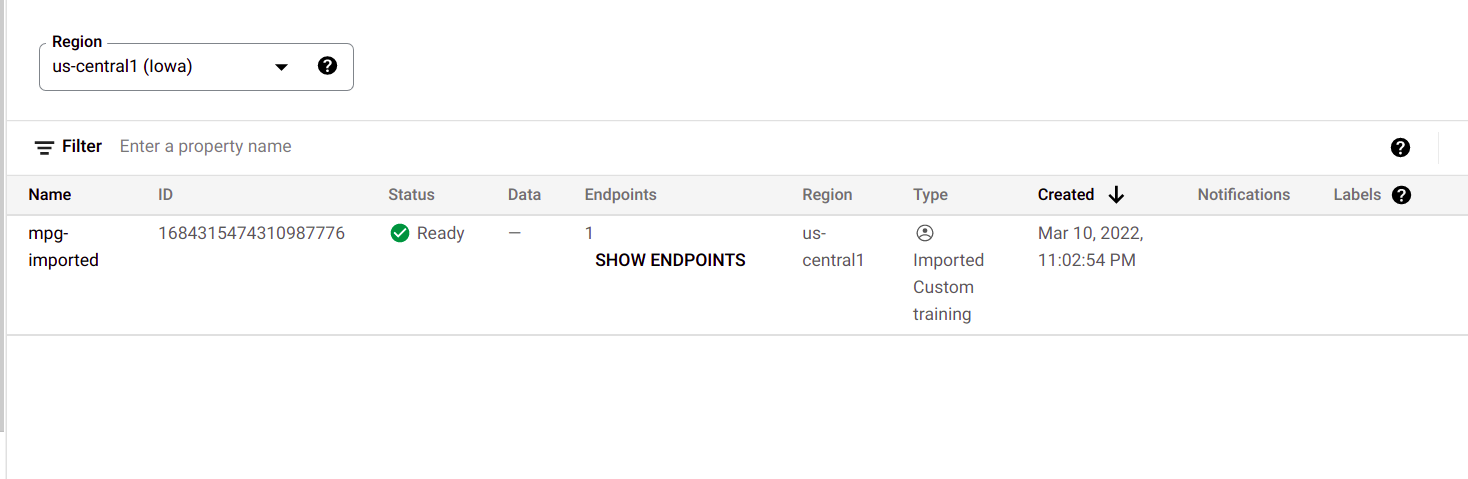 Region
us-central1 (Iowa)
Filter Enter a property name
Name ID Status Data Endpoints Region Type Created Notifications Labels
mpg- 1684315474310987776 Ready — 1 us- Mar 10, 2022,
imported SHOW ENDPOINTS central1 Imported 11:02:54 PM
Custom
training